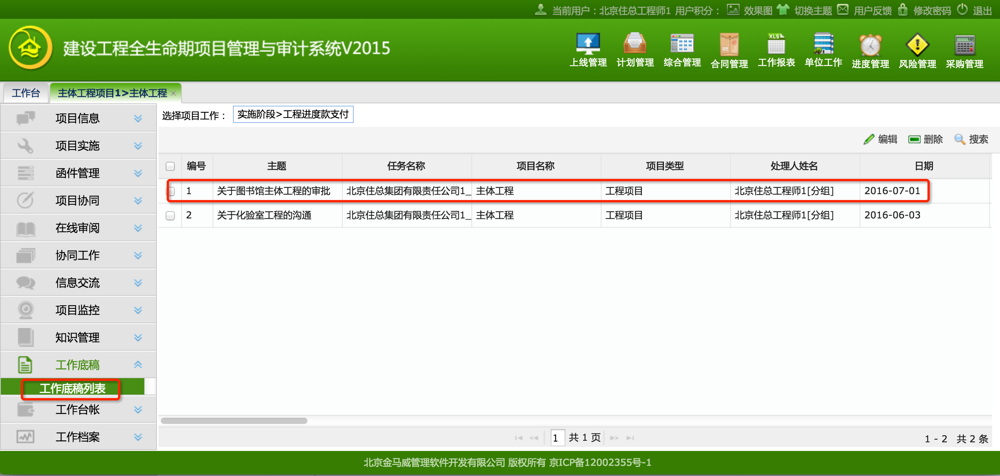 当前用户：北京住总工程师1 用户积分： 效果图 切换主题 用户反馈 修改密码 退出
建设工程全生命期项目管理与审计系统V2015
上线管理 计划管理 综合管理 合同管理 工作报表 单位工作 进度管理 风险管理 采购管理
XLS
工作台 主体工程项目1>主体工程
选择项目工作： 实施阶段>工程进度款支付
编辑 删除 搜索
编号 主题 任务名称 项目名称 项目类型 处理人姓名 日期
1 关于图书馆主体工程的审批 北京住总集团有限责任公司1_ 主体工程 工程项目 北京住总工程师1[分组] 2016-07-01
2 关于化验室工程的沟通 北京住总集团有限责任公司1_ 主体工程 工程项目 北京住总工程师1[分组] 2016-06-03
项目信息
项目实施
函件管理
项目协同
在线审阅
协同工作
信息交流
项目监控
知识管理
工作底稿
工作底稿列表
工作台帐
工作档案
1 共 1 页
1 - 2 共 2 条
北京金马威管理软件开发有限公司 版权所有 京ICP备12002355号-1